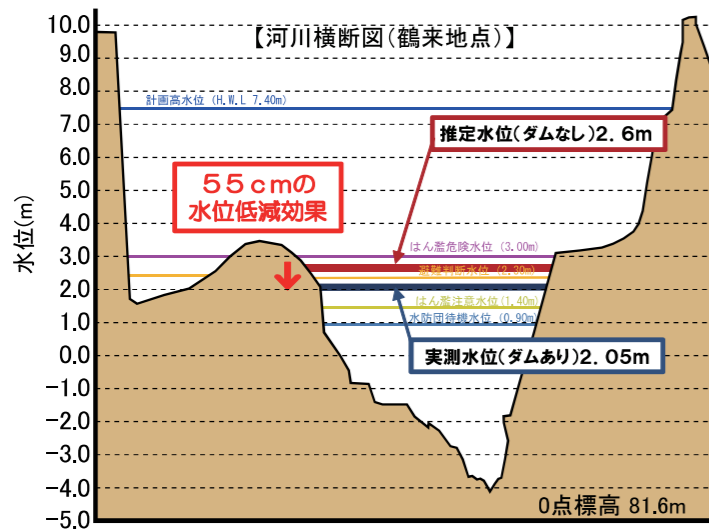 【河川横断図(鶴来地点)】
10.0
9.0
8.0
7.0
6.0
5.0
4.0
3.0
2.0
1.0
0.0
-1.0
-2.0
-3.0
-4.0
-5.0
水位(m)
計画高水位 (H.W.L 7.40m)
推定水位(ダムなし)2.6m
55cmの
水位低減効果
はん濫危険水位 (3.00m)
避難判断水位 (2.30m)
はん濫注意水位(1.40m)
水防団待機水位 (0.90m)
実測水位(ダムあり)2.05m
0点標高 81.6m